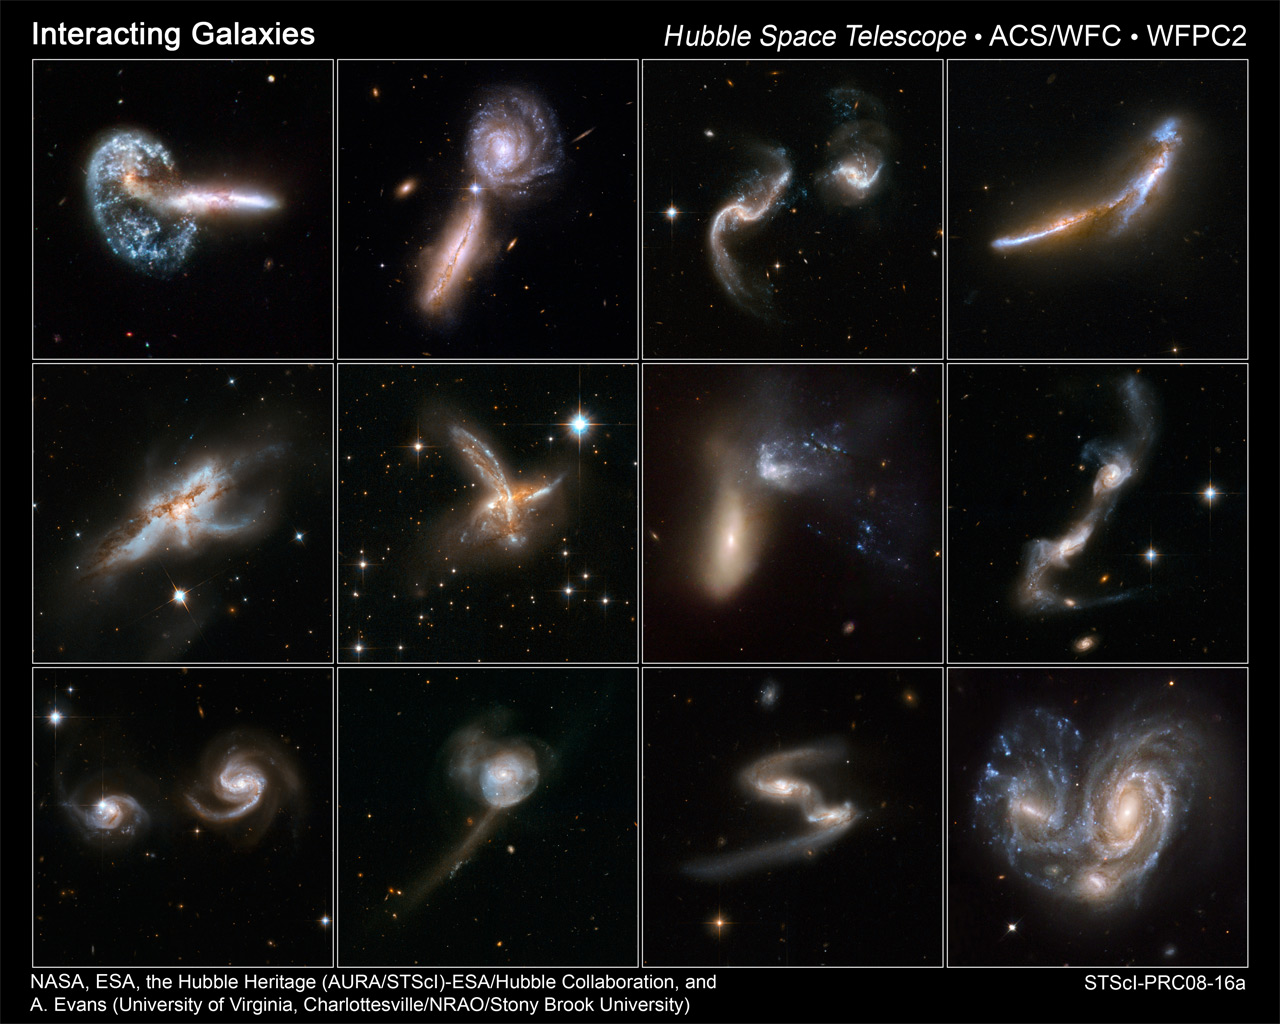 Interacting Galaxies
Hubble Space Telescope • ACS/WFC • WFPC2
NASA, ESA, the Hubble Heritage (AURA/STScI)-ESA/Hubble Collaboration, and
A. Evans (University of Virginia, Charlottesville/NRAO/Stony Brook University)
STScI-PRC08-16a